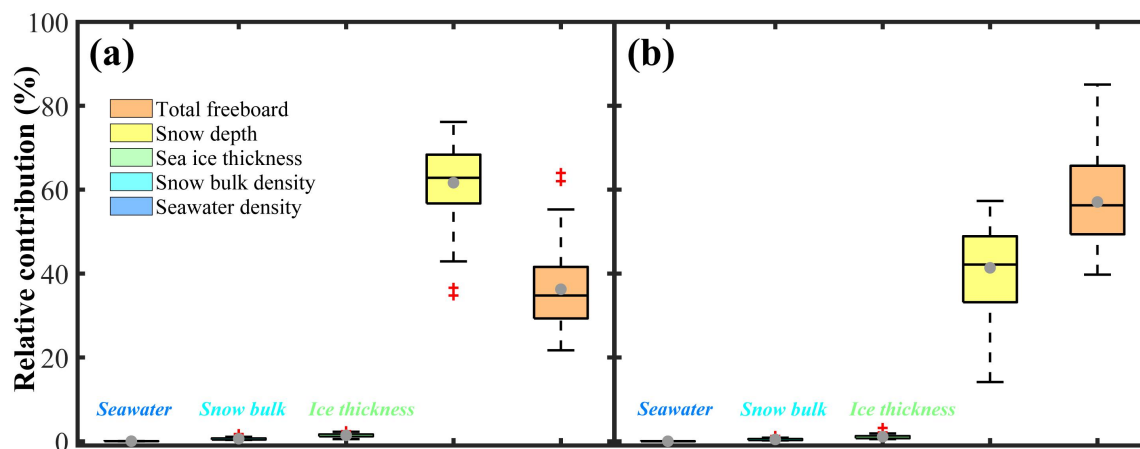 100
80
60
40
20
0
Relative contribution (%)
(a)
Total freeboard
Snow depth
Sea ice thickness
Snow bulk density
Seawater density
Seawater Snow bulk Ice thickness
(b)
Seawater Snow bulk Ice thickness